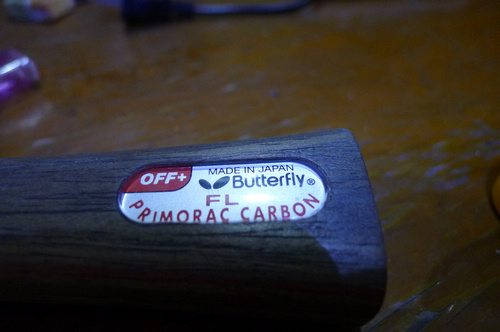 MADE IN JAPAN
OFF+ Butterfly®
FL
PRIMORAC CARBON